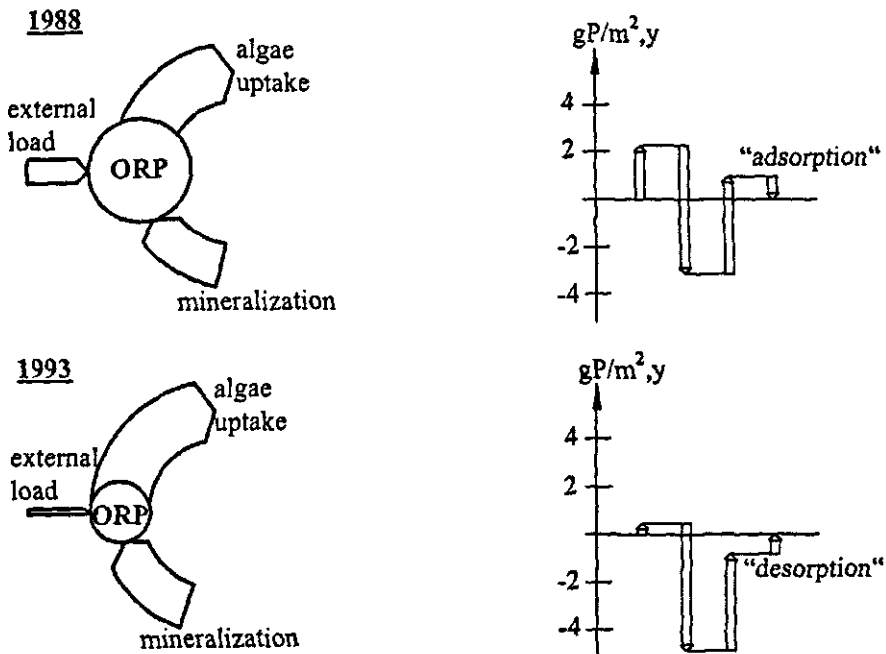 1988
algae
uptake
external
load
ORP
mineralization
gP/m²,y
4
2
"adsorption"
-2
-4
1993
algae
uptake
external
load
ORP
mineralization
gP/m²,y
4
2
"desorption"
-2
-4